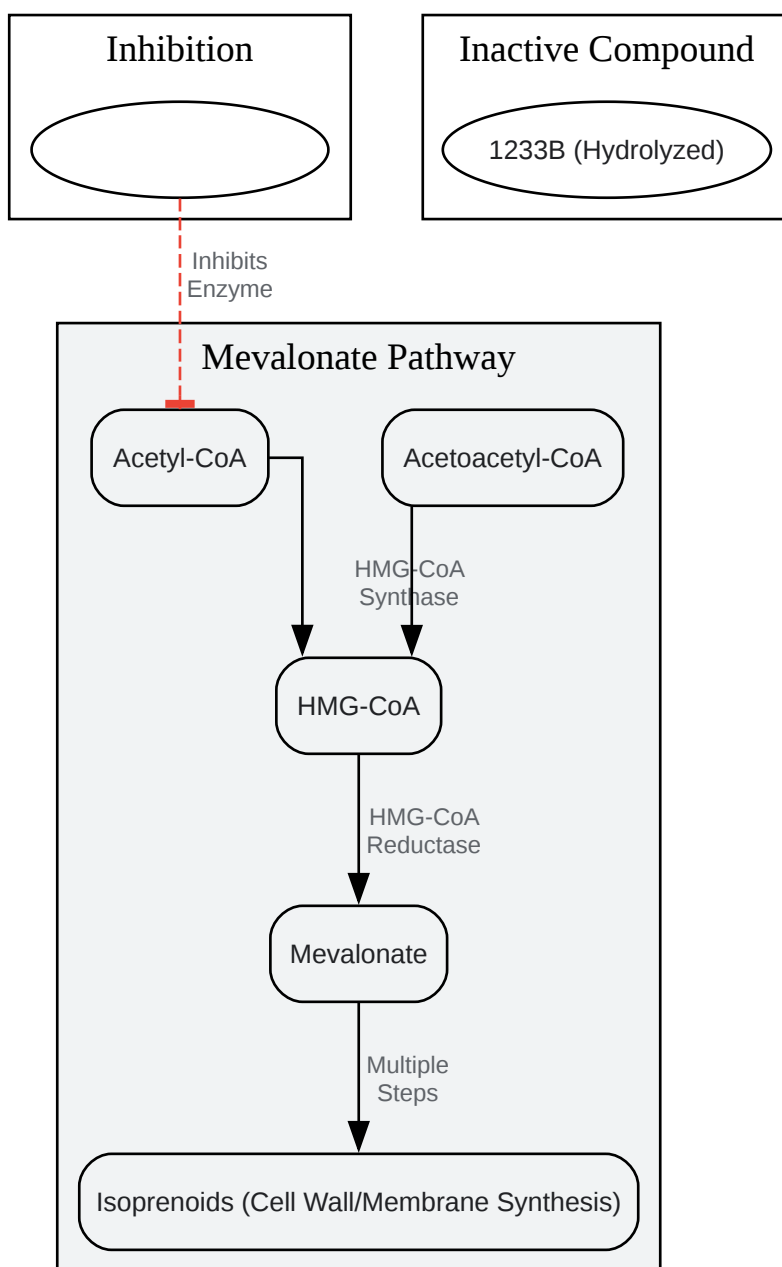 Inhibition
Inactive Compound
1233B (Hydrolyzed)
Inhibits
Enzyme
Mevalonate Pathway
Acetyl-CoA
Acetoacetyl-CoA
HMG-CoA
Synthase
HMG-CoA
HMG-CoA
Reductase
Mevalonate
Multiple
Steps
Isoprenoids (Cell Wall/Membrane Synthesis)